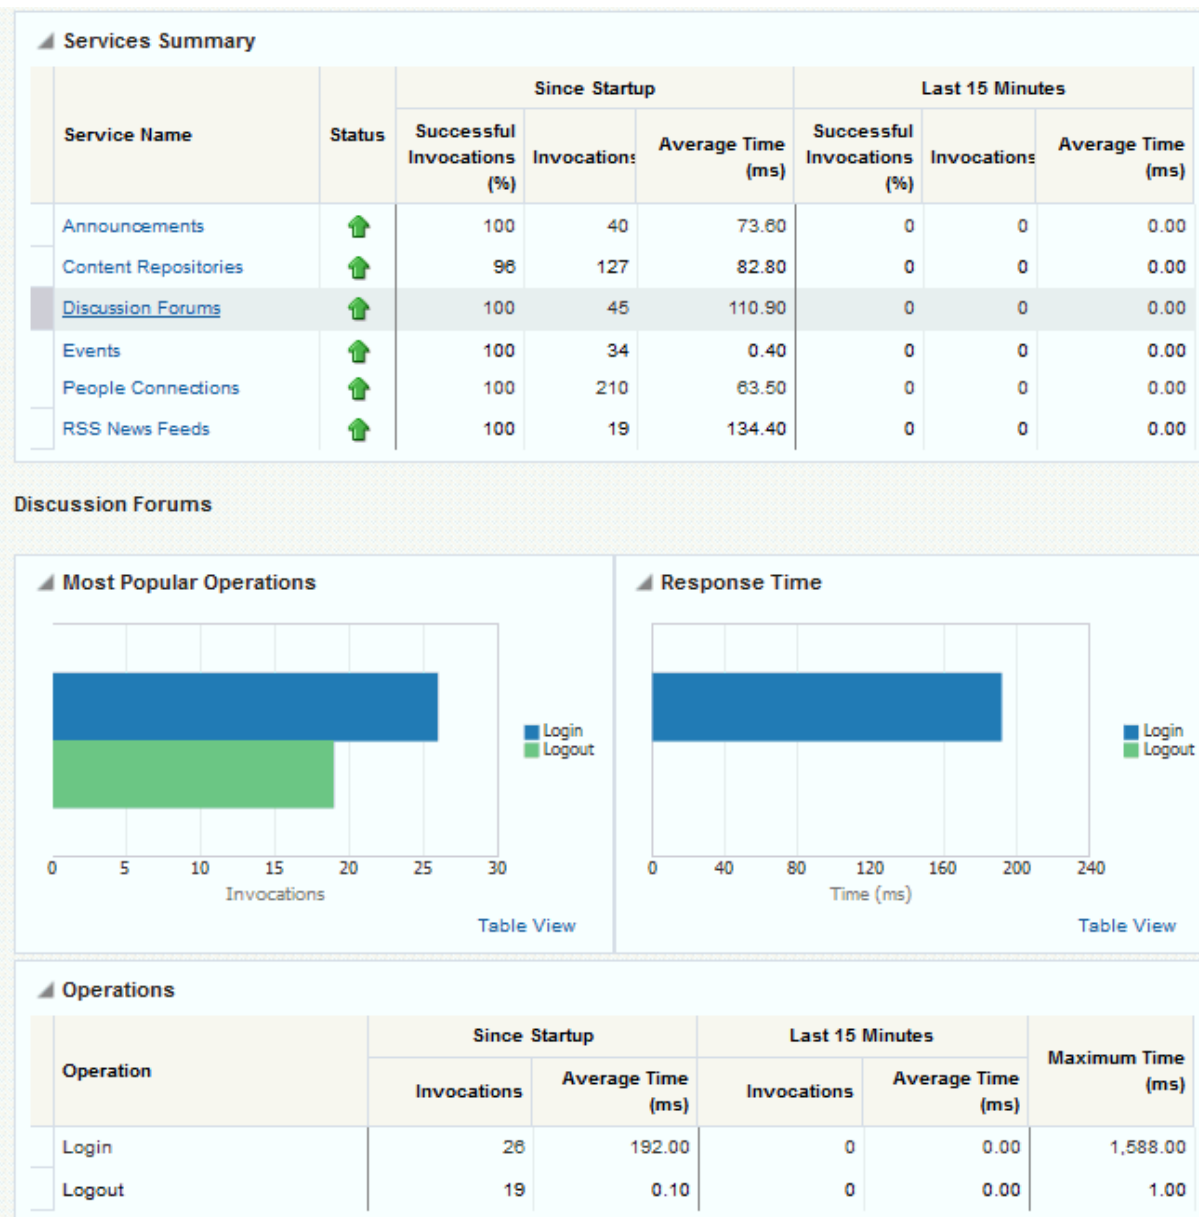 Services Summary
Since Startup Last 15 Minutes
Service Name Status Successful Invocations (%) Invocations Average Time (ms) Successful Invocations (%) Invocations Average Time (ms)
Announcements 100 40 73.60 0 0 0.00
Content Repositories 96 127 82.80 0 0 0.00
Discussion Forums 100 45 110.90 0 0 0.00
Events 100 34 0.40 0 0 0.00
People Connections 100 210 63.50 0 0 0.00
RSS News Feeds 100 19 134.40 0 0 0.00
Discussion Forums
Most Popular Operations
Login
Logout
0 5 10 15 20 25 30
Invocations
Table View
Response Time
Login
Logout
0 40 80 120 160 200 240
Time (ms)
Table View
Operations
Since Startup Last 15 Minutes
Operation Invocations Average Time (ms) Invocations Average Time (ms) Maximum Time (ms)
Login 26 192.00 0 0.00 1,588.00
Logout 19 0.10 0 0.00 1.00